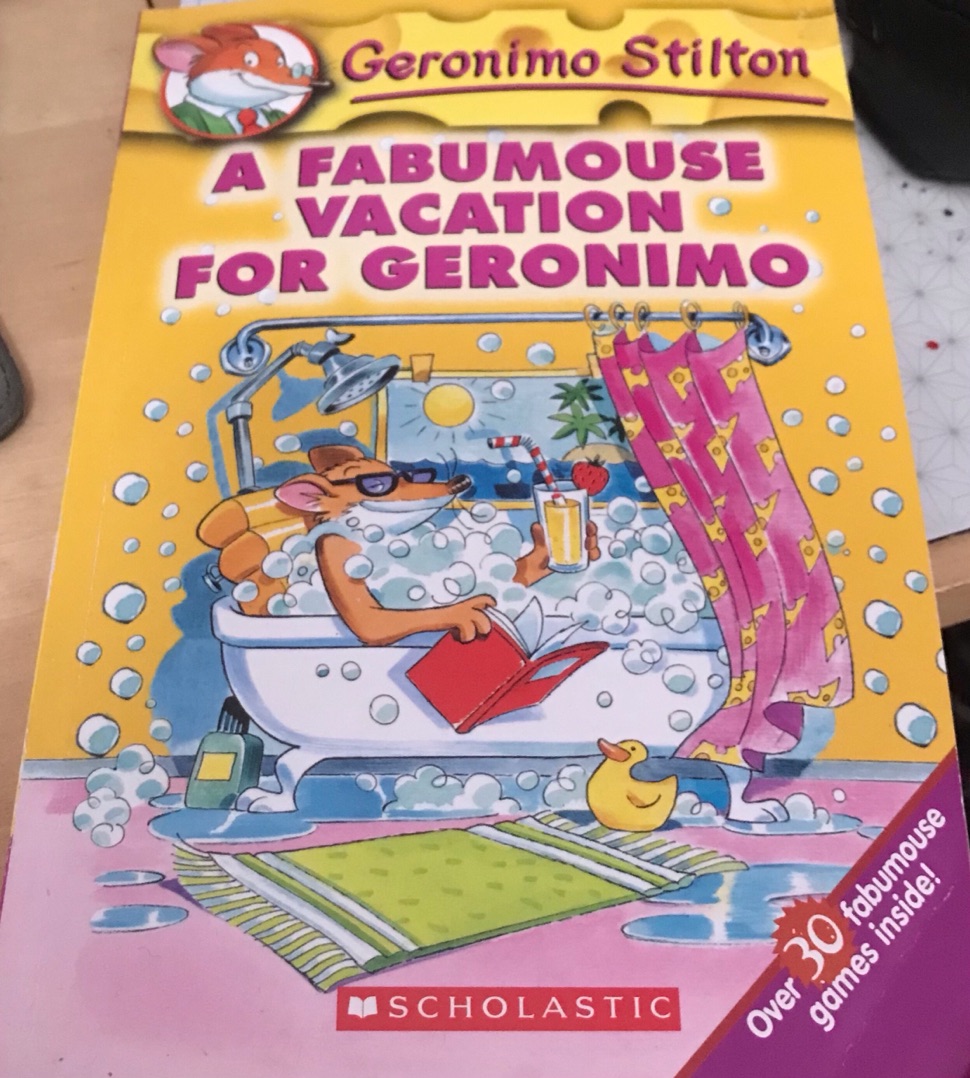 Geronimo Stilton
A FABUMOUSE
VACATION
FOR GERONIMO
Over 30 fabumouse
games inside!
SCHOLASTIC